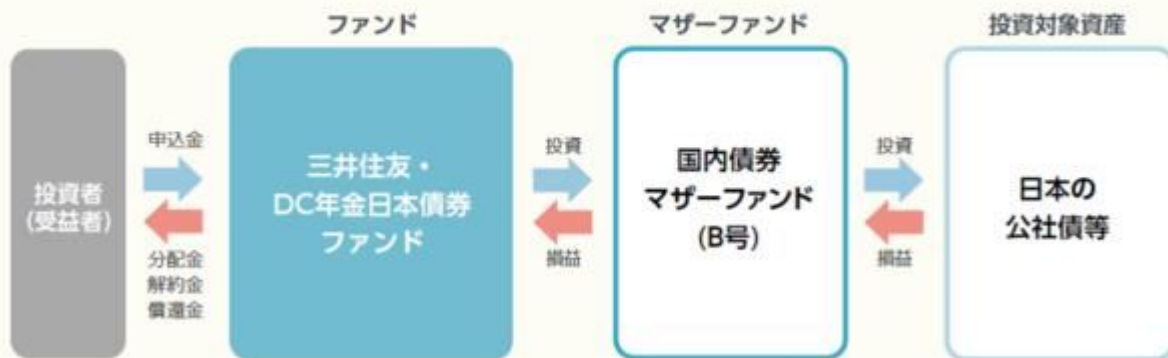 ファンド
マザーファンド
投資対象資産
投資者
(受益者)
申込金
分配金
解約金
償還金
三井住友・
DC年金日本債券
ファンド
投資
損益
国内債券
マザーファンド
(B号)
投資
損益
日本の
公社債等